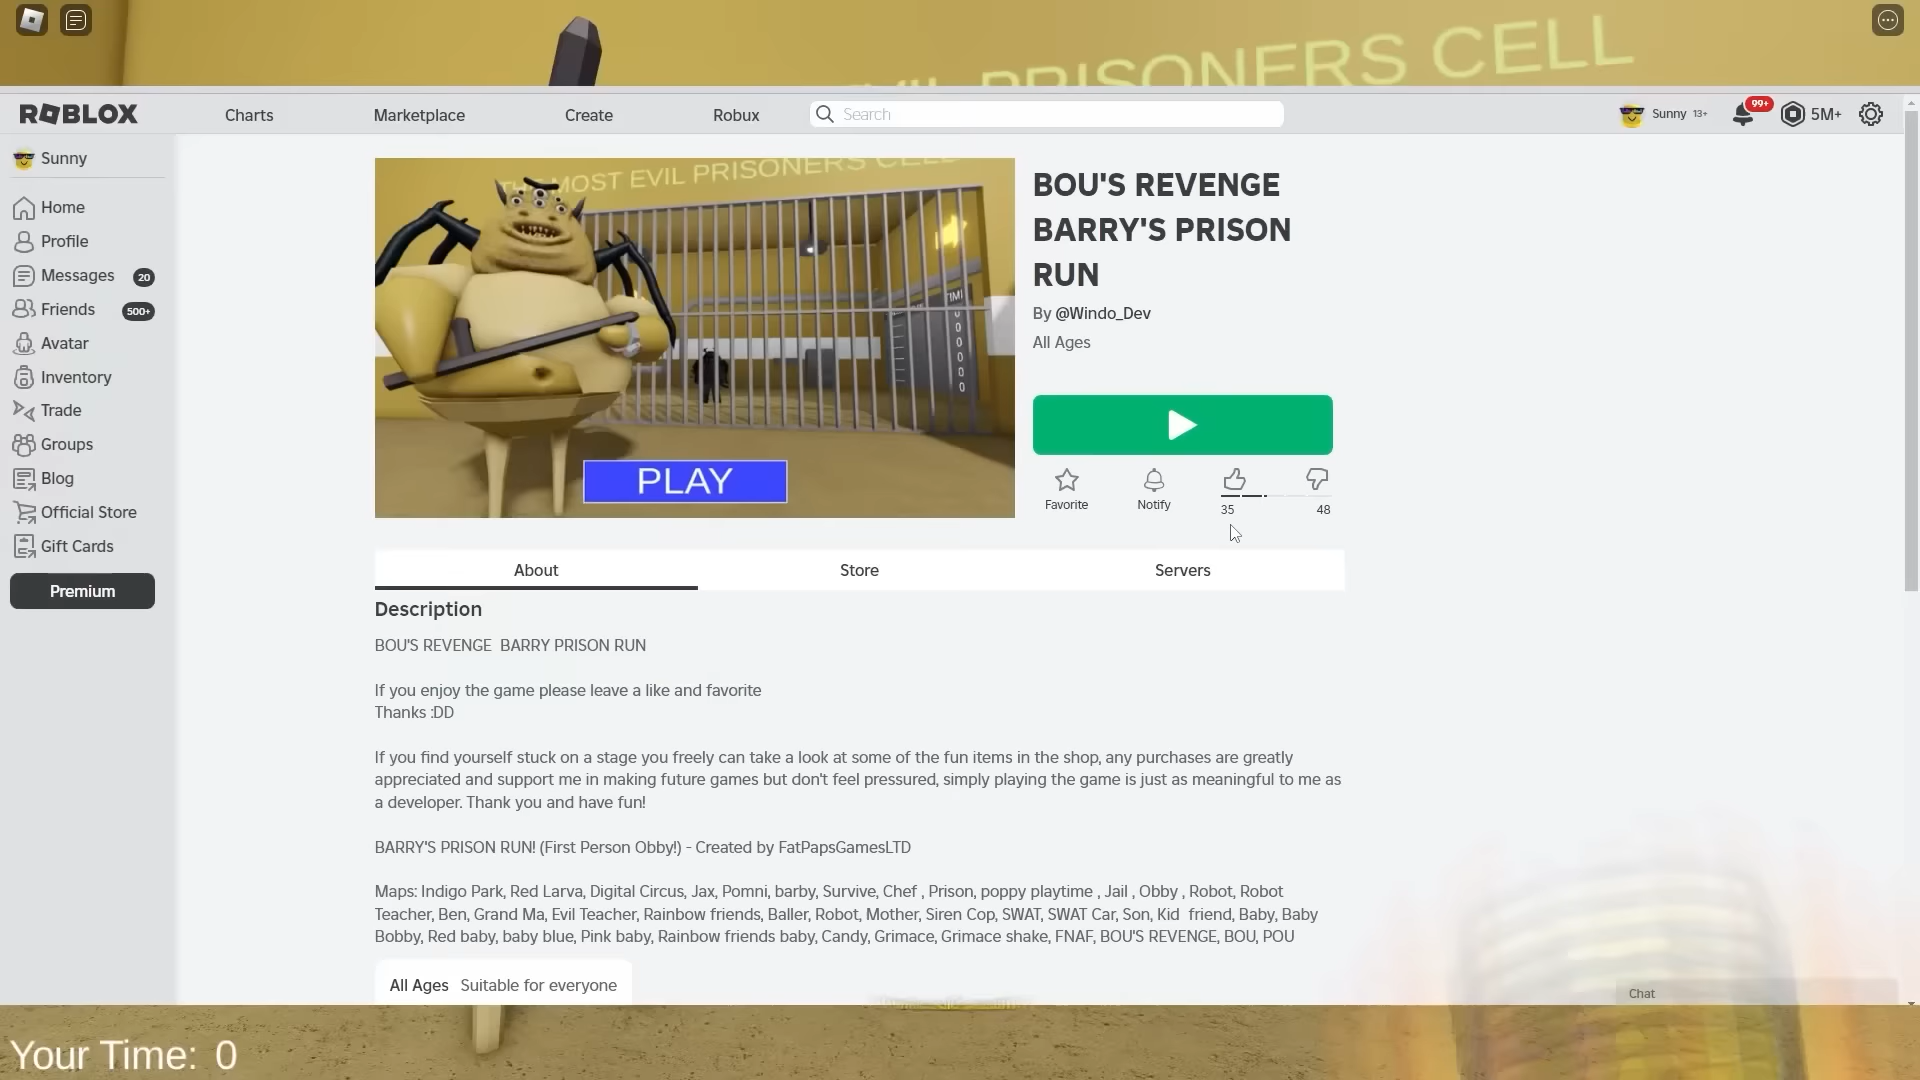 EVIL PRISONERS CELL
ROBLOX
Charts
Marketplace
Create
Robux
Search
Sunny 13+
99+
5M+
Sunny
Home
Profile
Messages
20
Friends
500+
Avatar
Inventory
Trade
Groups
Blog
Official Store
Gift Cards
Premium
THE MOST EVIL PRISONERS CELL
TIME
0
0
0
0
0
0
PLAY
BOU'S REVENGE
BARRY'S PRISON
RUN
By @Windo_Dev
All Ages
Favorite
Notify
35
48
About
Store
Servers
Description
BOU'S REVENGE BARRY PRISON RUN
If you enjoy the game please leave a like and favorite
Thanks :DD
If you find yourself stuck on a stage you freely can take a look at some of the fun items in the shop, any purchases are greatly
appreciated and support me in making future games but don't feel pressured, simply playing the game is just as meaningful to me as
a developer. Thank you and have fun!
BARRY'S PRISON RUN! (First Person Obby!) - Created by FatPapsGamesLTD
Maps: Indigo Park, Red Larva, Digital Circus, Jax, Pomni, barby, Survive, Chef , Prison, poppy playtime , Jail , Obby , Robot, Robot
Teacher, Ben, Grand Ma, Evil Teacher, Rainbow friends, Baller, Robot, Mother, Siren Cop, SWAT, SWAT Car, Son, Kid friend, Baby, Baby
Bobby, Red baby, baby blue, Pink baby, Rainbow friends baby, Candy, Grimace, Grimace shake, FNAF, BOU'S REVENGE, BOU, POU
All Ages Suitable for everyone
Chat
Your Time: 0